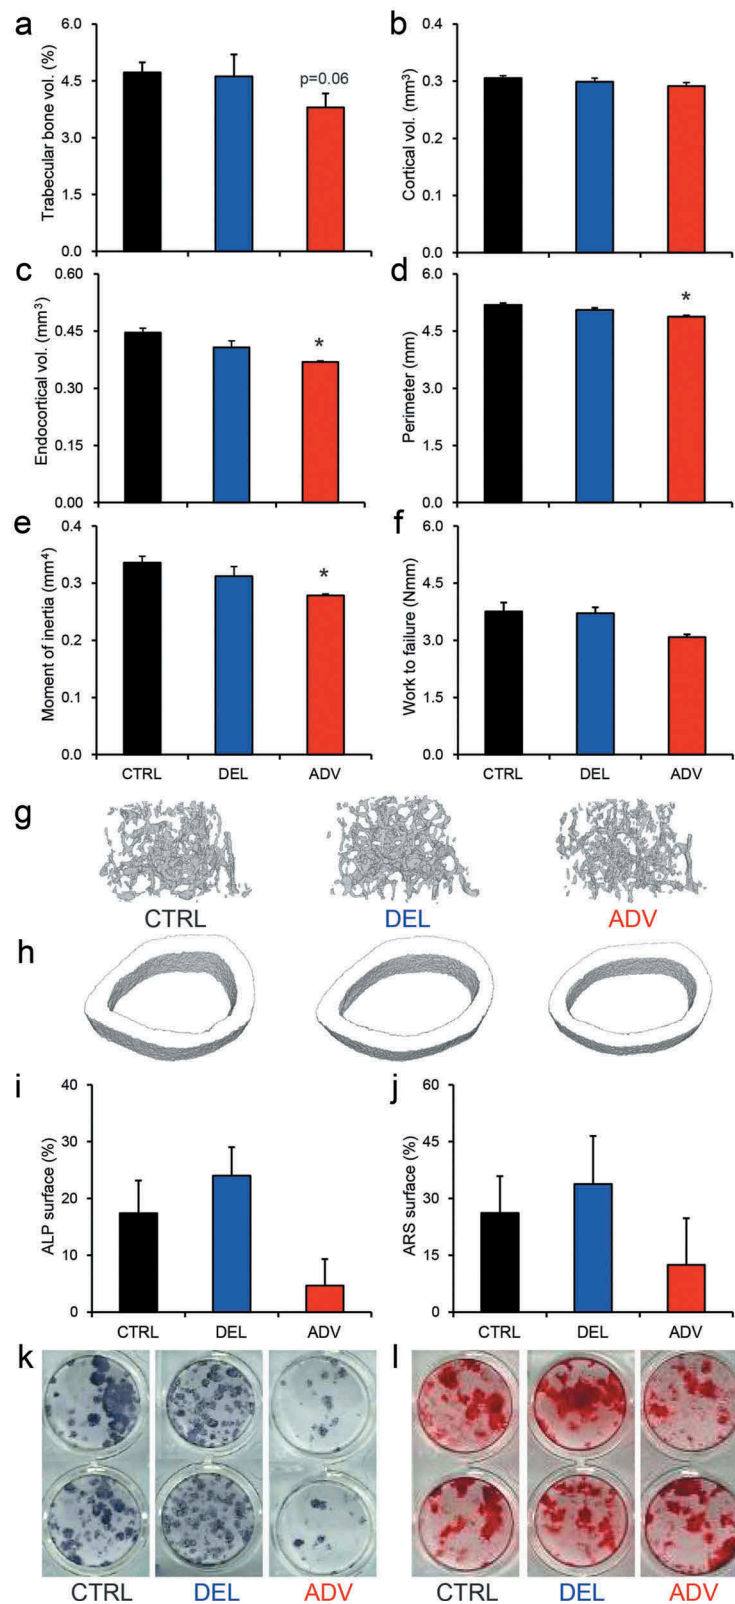 a
Trabecular bone vol. (%)
6.0
4.5
3.0
1.5
0.0
p=0.06
b
Cortical vol. (mm³)
0.4
0.3
0.2
0.1
0.0
c
Endocortical vol. (mm³)
0.60
0.45
0.30
0.15
0.00
*
d
Perimeter (mm)
6.0
4.5
3.0
1.5
0.0
*
e
Moment of inertia (mm⁴)
0.4
0.3
0.2
0.1
0.0
*
CTRL DEL ADV
f
Work to failure (Nmm)
6.0
4.5
3.0
1.5
0.0
CTRL DEL ADV
g
CTRL DEL ADV
h
i
ALP surface (%)
40
30
20
10
0
CTRL DEL ADV
j
ARS surface (%)
60
45
30
15
0
CTRL DEL ADV
k
CTRL DEL ADV
l
CTRL DEL ADV